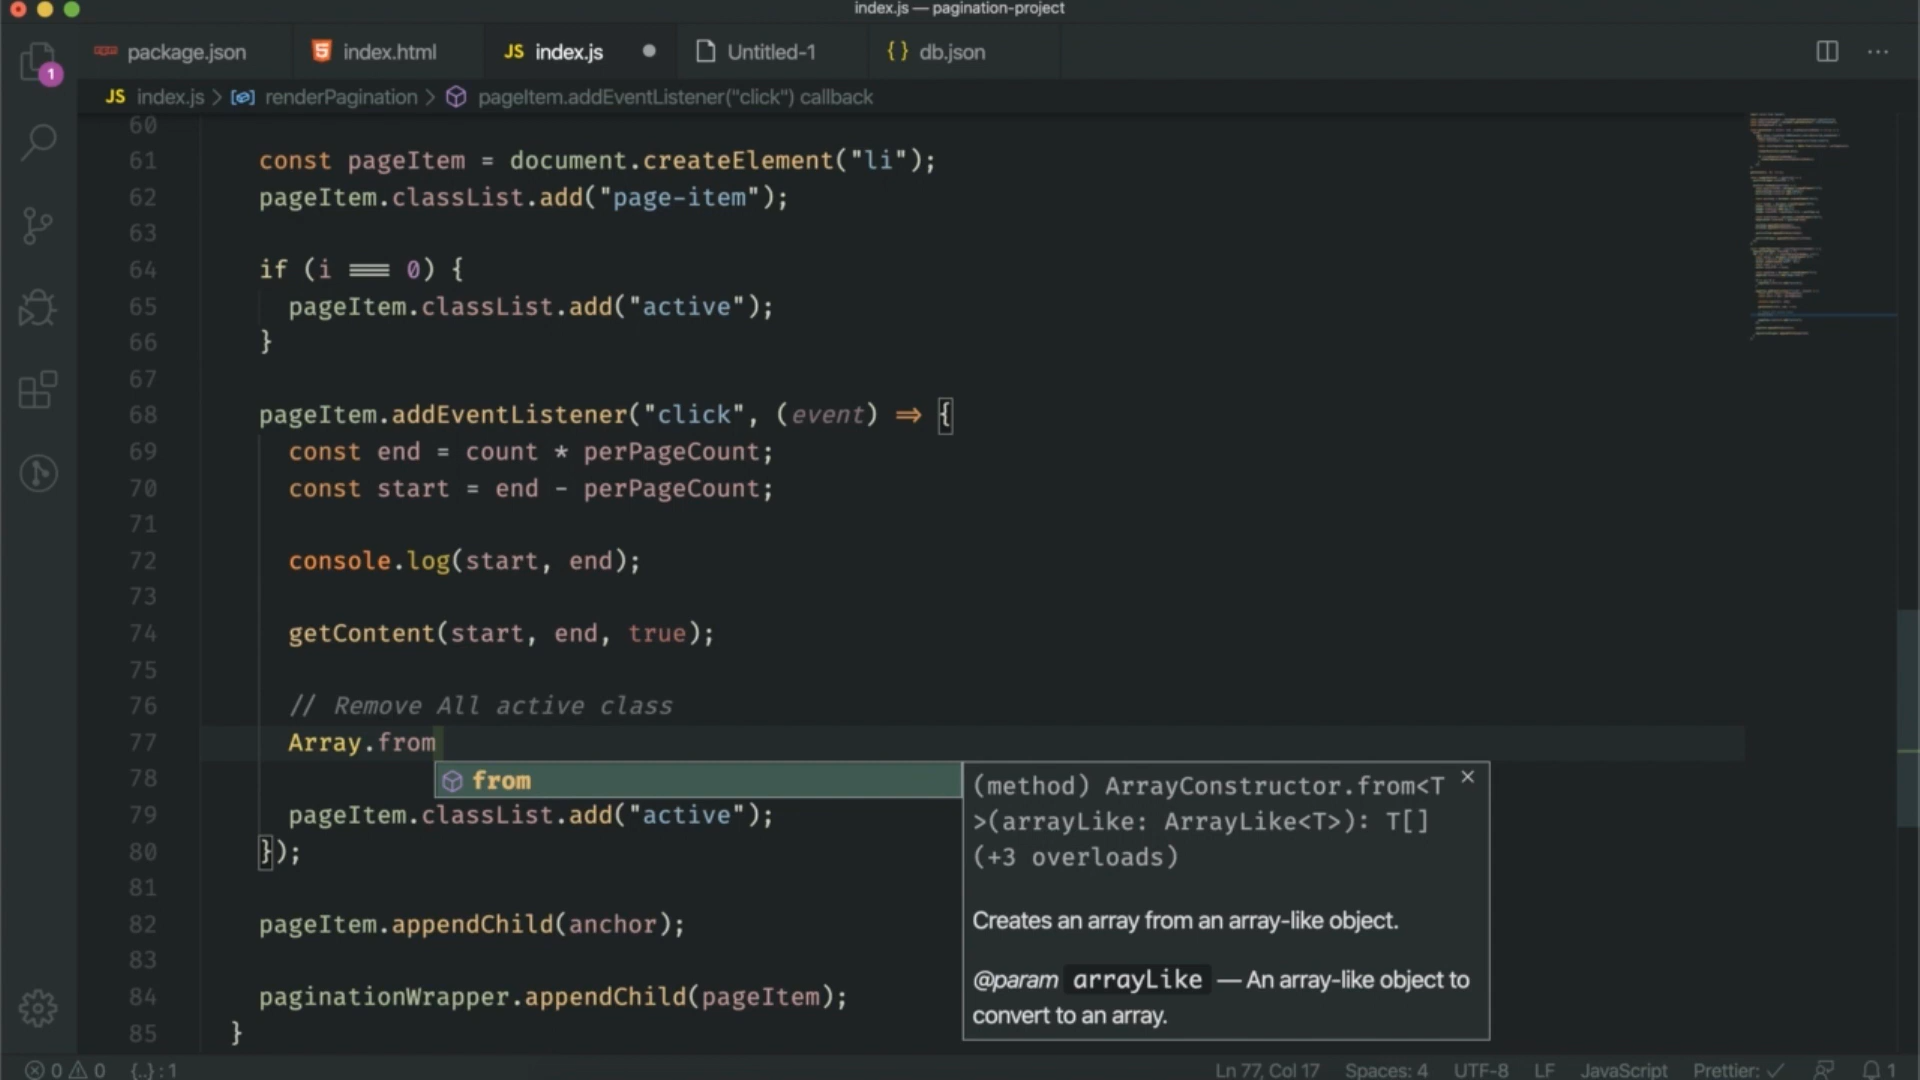 index.js — pagination-project
package.json
index.html
JS index.js
Untitled-1
{ } db.json
1
JS index.js > renderPagination > pageItem.addEventListener("click") callback
60
61 const pageItem = document.createElement("li");
62 pageItem.classList.add("page-item");
63
64 if (i === 0) {
65 pageItem.classList.add("active");
66 }
67
68 pageItem.addEventListener("click", (event) => {
69 const end = count * perPageCount;
70 const start = end - perPageCount;
71
72 console.log(start, end);
73
74 getContent(start, end, true);
75
76 // Remove All active class
77 Array.from
78
from
79 pageItem.classList.add("active");
80 });
81
82 pageItem.appendChild(anchor);
83
84 paginationWrapper.appendChild(pageItem);
85 }
(method) ArrayConstructor.from<T
>(arrayLike: ArrayLike<T>): T[]
(+3 overloads)
Creates an array from an array-like object.
@param arrayLike — An array-like object to
convert to an array.
0 0 {..} : 1 Ln 77, Col 17 Spaces: 4 UTF-8 LF JavaScript Prettier: ✓ 1